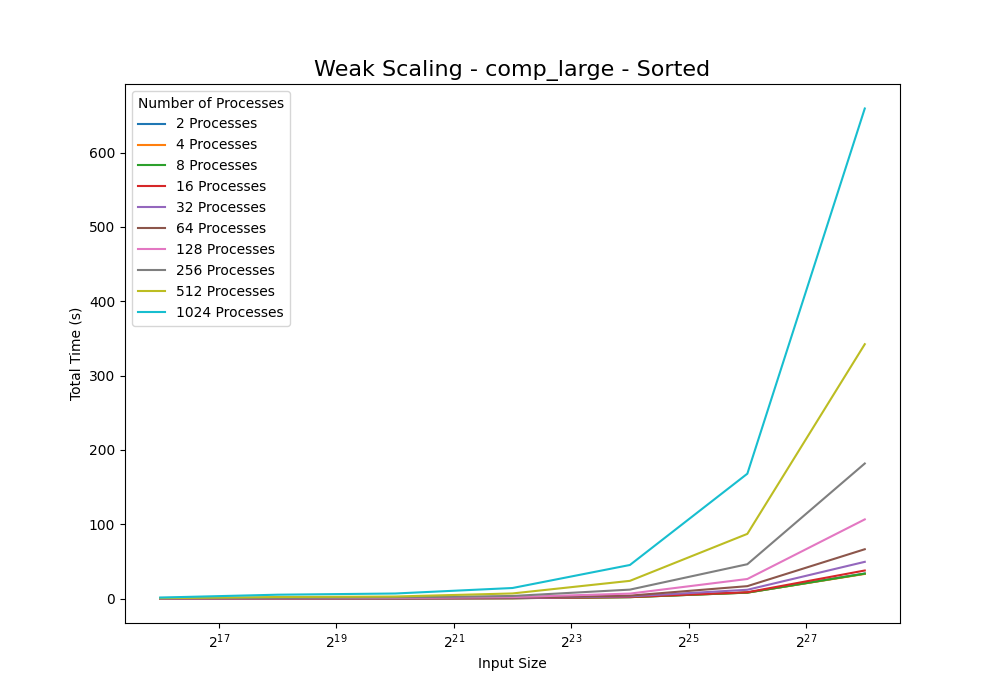 Weak Scaling - comp_large - Sorted
Number of Processes
2 Processes
4 Processes
8 Processes
16 Processes
32 Processes
64 Processes
128 Processes
256 Processes
512 Processes
1024 Processes
Total Time (s)
600
500
400
300
200
100
0
2^17 2^19 2^21 2^23 2^25 2^27
Input Size